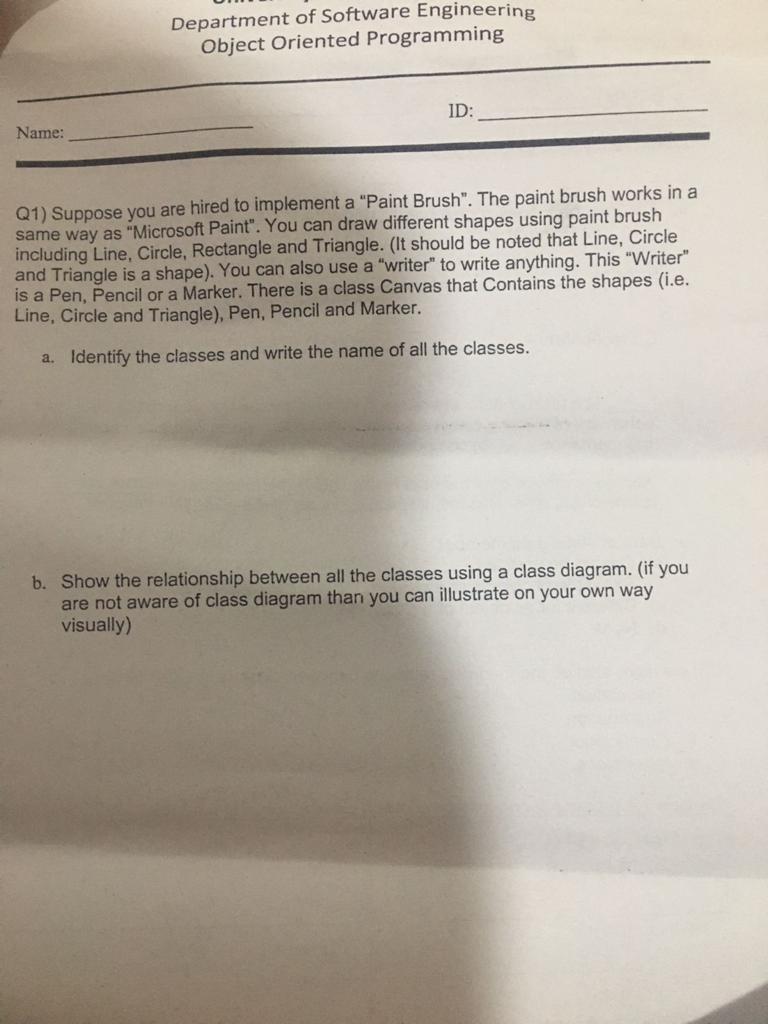 Department of Software Engineering
Object Oriented Programming
ID:
Name:
Q1) Suppose you are hired to implement a “Paint Brush”. The paint brush works in a
same way as “Microsoft Paint”. You can draw different shapes using paint brush
including Line, Circle, Rectangle and Triangle. (It should be noted that Line, Circle
and Triangle is a shape). You can also use a “writer” to write anything. This “Writer”
is a Pen, Pencil or a Marker. There is a class Canvas that Contains the shapes (i.e.
Line, Circle and Triangle), Pen, Pencil and Marker.
a. Identify the classes and write the name of all the classes.
b. Show the relationship between all the classes using a class diagram. (if you
are not aware of class diagram than you can illustrate on your own way
visually)